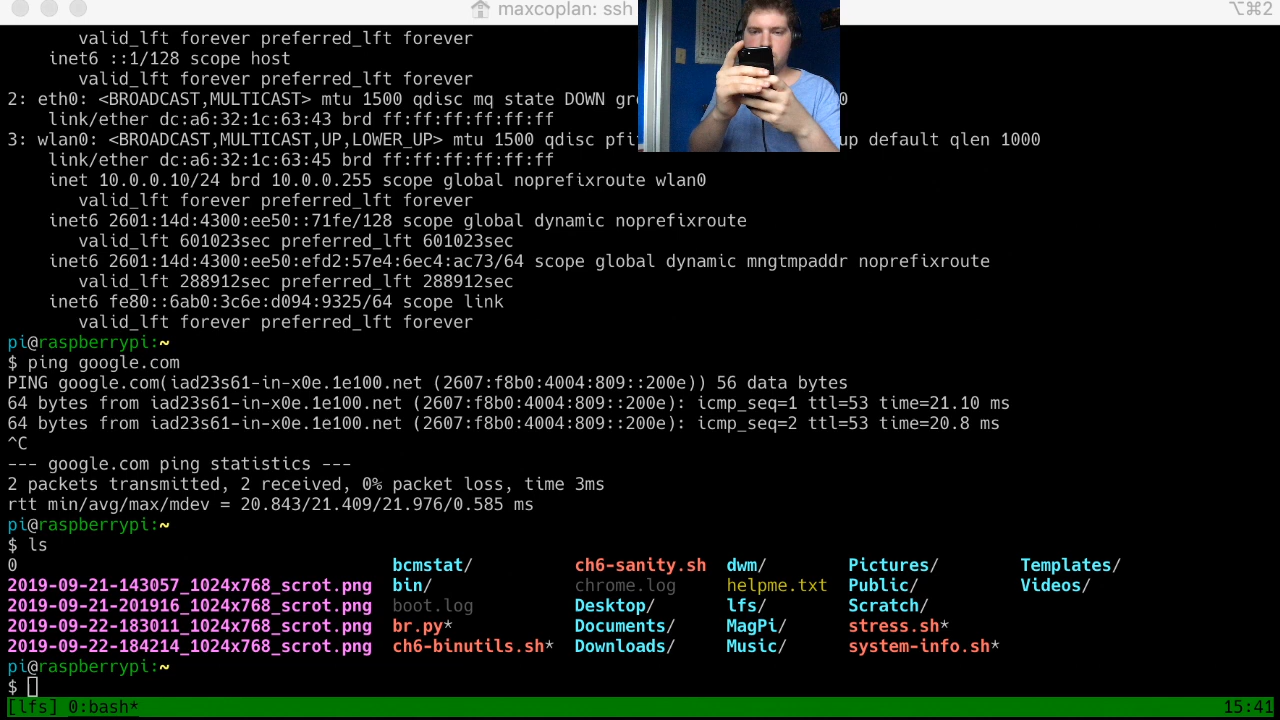 maxcoplan: ssh ⌥⌘2
valid_lft forever preferred_lft forever
inet6 ::1/128 scope host
valid_lft forever preferred_lft forever
2: eth0: <BROADCAST,MULTICAST> mtu 1500 qdisc mq state DOWN gr 0
link/ether dc:a6:32:1c:63:43 brd ff:ff:ff:ff:ff:ff
3: wlan0: <BROADCAST,MULTICAST,UP,LOWER_UP> mtu 1500 qdisc pfi up default qlen 1000
link/ether dc:a6:32:1c:63:45 brd ff:ff:ff:ff:ff:ff
inet 10.0.0.10/24 brd 10.0.0.255 scope global noprefixroute wlan0
valid_lft forever preferred_lft forever
inet6 2601:14d:4300:ee50::71fe/128 scope global dynamic noprefixroute
valid_lft 601023sec preferred_lft 601023sec
inet6 2601:14d:4300:ee50:efd2:57e4:6ec4:ac73/64 scope global dynamic mngtmpaddr noprefixroute
valid_lft 288912sec preferred_lft 288912sec
inet6 fe80::6ab0:3c6e:d094:9325/64 scope link
valid_lft forever preferred_lft forever
pi@raspberrypi:~
$ ping google.com
PING google.com(iad23s61-in-x0e.1e100.net (2607:f8b0:4004:809::200e)) 56 data bytes
64 bytes from iad23s61-in-x0e.1e100.net (2607:f8b0:4004:809::200e): icmp_seq=1 ttl=53 time=21.10 ms
64 bytes from iad23s61-in-x0e.1e100.net (2607:f8b0:4004:809::200e): icmp_seq=2 ttl=53 time=20.8 ms
^C
--- google.com ping statistics ---
2 packets transmitted, 2 received, 0% packet loss, time 3ms
rtt min/avg/max/mdev = 20.843/21.409/21.976/0.585 ms
pi@raspberrypi:~
$ ls
0 bcmstat/ ch6-sanity.sh dwm/ Pictures/ Templates/
2019-09-21-143057_1024x768_scrot.png bin/ chrome.log helpme.txt Public/ Videos/
2019-09-21-201916_1024x768_scrot.png boot.log Desktop/ lfs/ Scratch/
2019-09-22-183011_1024x768_scrot.png br.py* Documents/ MagPi/ stress.sh*
2019-09-22-184214_1024x768_scrot.png ch6-binutils.sh* Downloads/ Music/ system-info.sh*
pi@raspberrypi:~
$
[lfs] 0:bash* 15:41